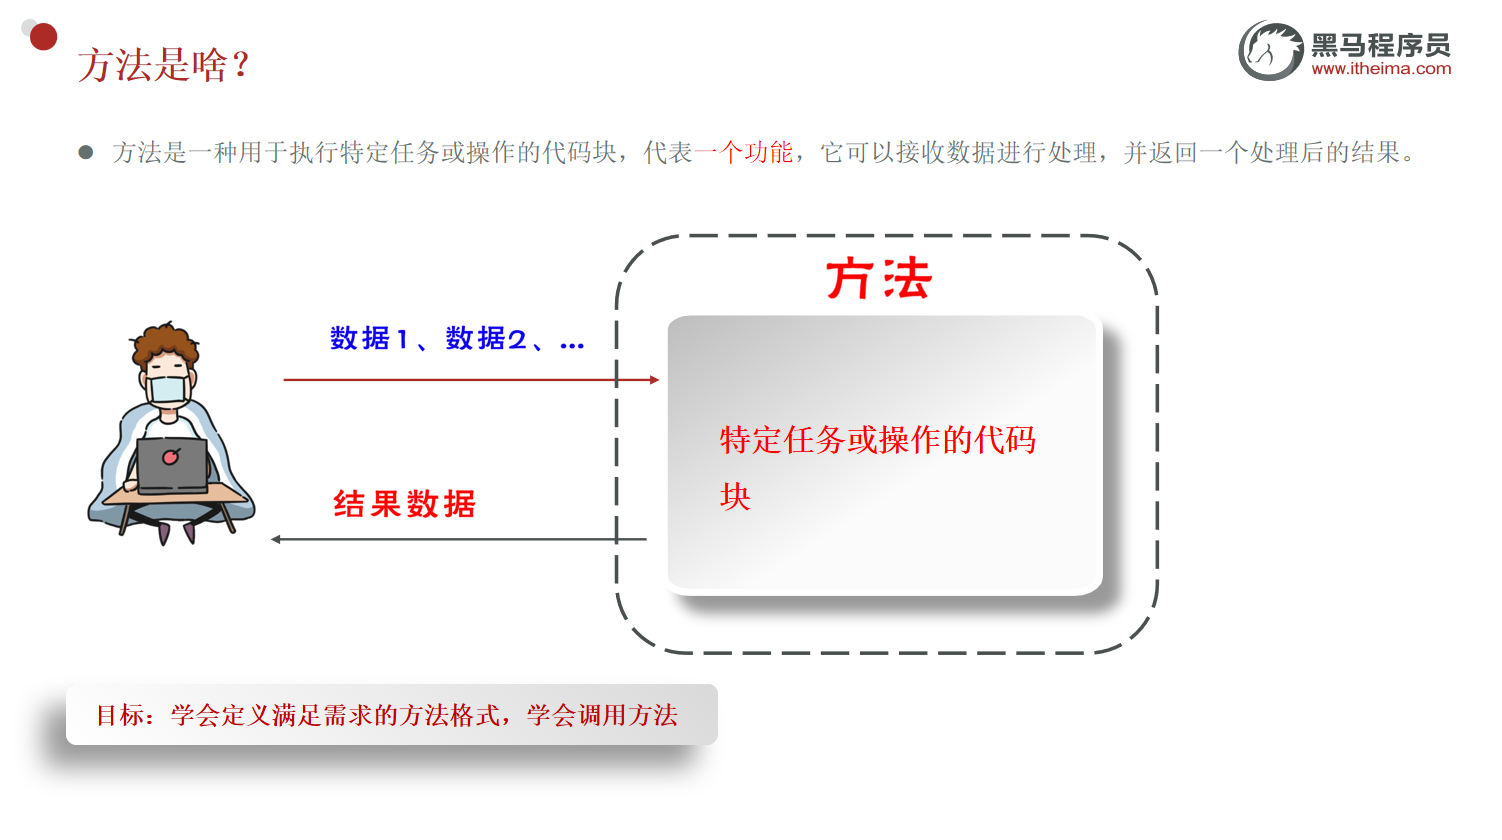 方法是啥？
黑马程序员
www.itheima.com
方法是一种用于执行特定任务或操作的代码块，代表一个功能，它可以接收数据进行处理，并返回一个处理后的结果。
方法
数据1、数据2、...
特定任务或操作的代码
块
结果数据
目标：学会定义满足需求的方法格式，学会调用方法